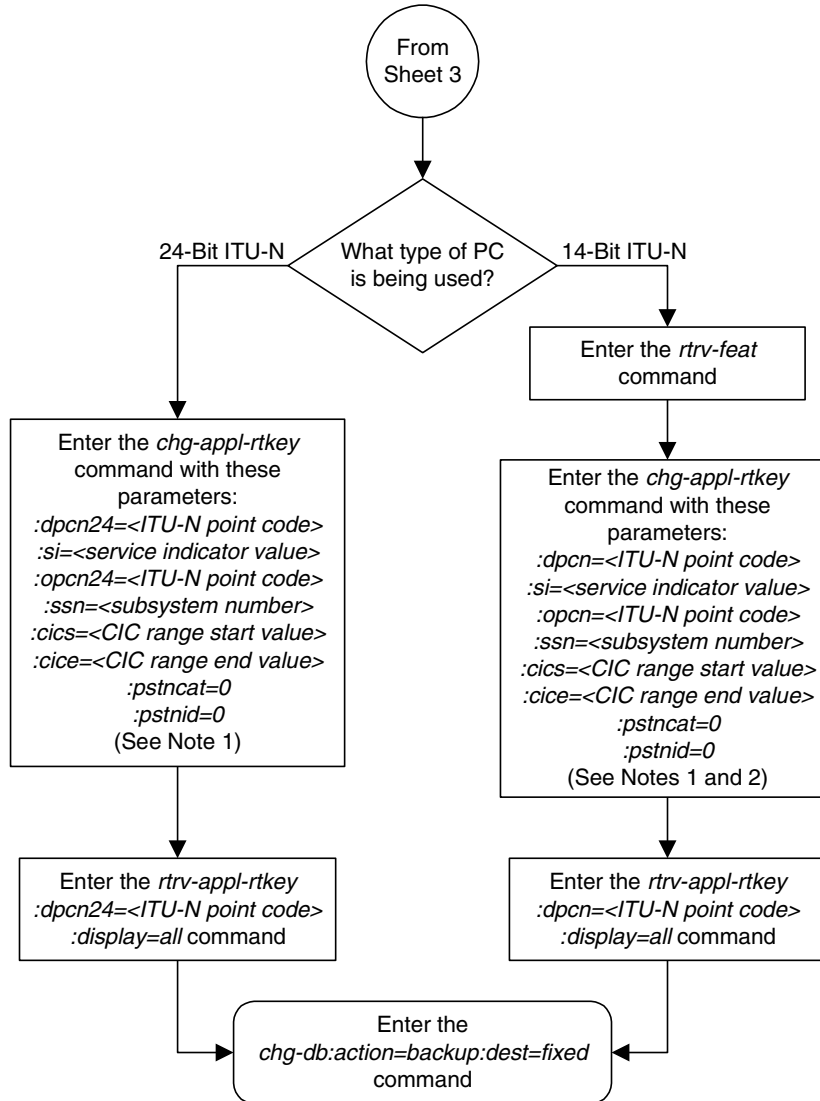 From
Sheet 3
What type of PC
is being used?
24-Bit ITU-N
14-Bit ITU-N
Enter the rtrv-feat
command
Enter the chg-appl-rtkey
command with these
parameters:
:dpcn24=<ITU-N point code>
:si=<service indicator value>
:opcn24=<ITU-N point code>
:ssn=<subsystem number>
:cics=<CIC range start value>
:cice=<CIC range end value>
:pstncat=0
:pstnid=0
(See Note 1)
Enter the chg-appl-rtkey
command with these
parameters:
:dpcn=<ITU-N point code>
:si=<service indicator value>
:opcn=<ITU-N point code>
:ssn=<subsystem number>
:cics=<CIC range start value>
:cice=<CIC range end value>
:pstncat=0
:pstnid=0
(See Notes 1 and 2)
Enter the rtrv-appl-rtkey
:dpcn24=<ITU-N point code>
:display=all command
Enter the rtrv-appl-rtkey
:dpcn=<ITU-N point code>
:display=all command
Enter the
chg-db:action=backup:dest=fixed
command